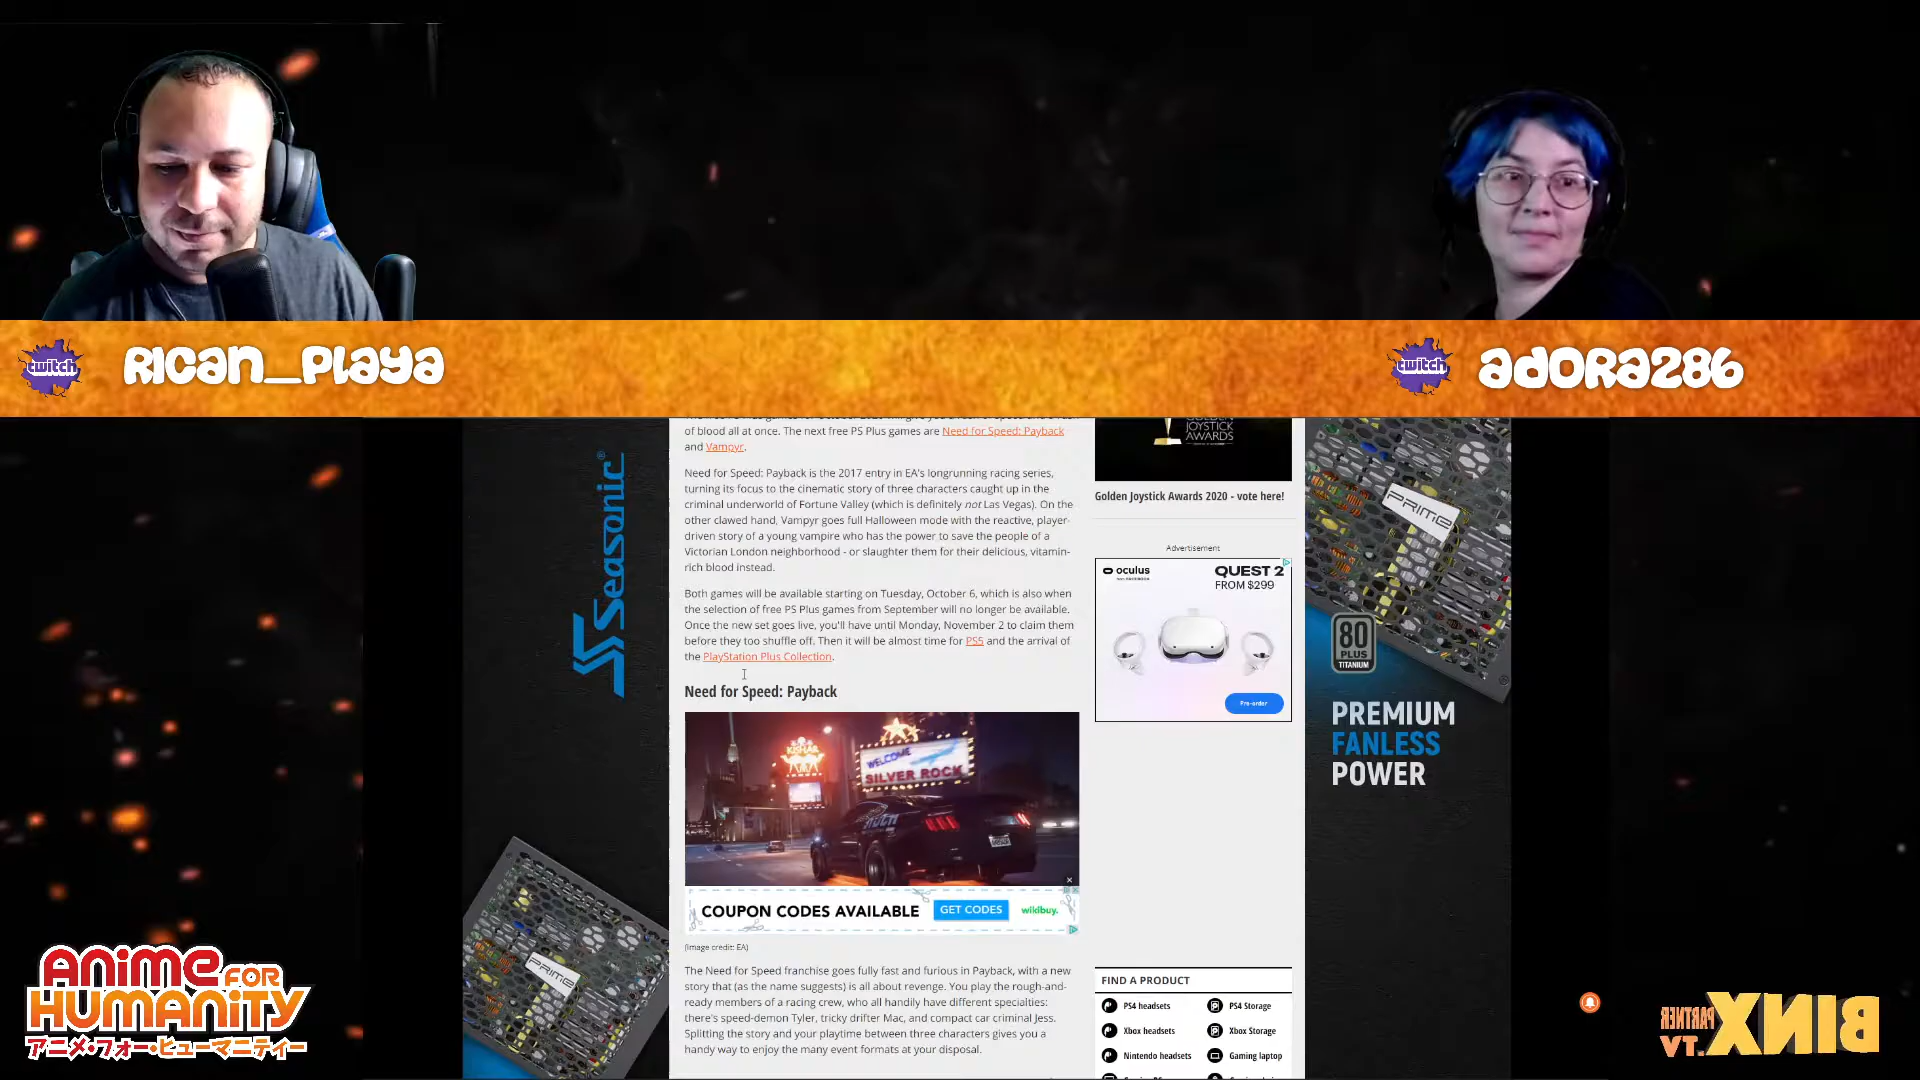 twitch
Rican_Playa
twitch
adora286
of blood all at once. The next free PS Plus games are Need for Speed: Payback
and Vampyr.
Need for Speed: Payback is the 2017 entry in EA's longrunning racing series,
turning its focus to the cinematic story of three characters caught up in the
criminal underworld of Fortune Valley (which is definitely not Las Vegas). On the
other clawed hand, Vampyr goes full Halloween mode with the reactive, player-
driven story of a young vampire who has the power to save the people of a
Victorian London neighborhood - or slaughter them for their delicious, vitamin-
rich blood instead.
Both games will be available starting on Tuesday, October 6, which is also when
the selection of free PS Plus games from September will no longer be available.
Once the new set goes live, you'll have until Monday, November 2 to claim them
before they too shuffle off. Then it will be almost time for PS5 and the arrival of
the PlayStation Plus Collection.
Need for Speed: Payback
KISHAR
WELCOME
SILVER ROCK
COUPON CODES AVAILABLE
GET CODES
wikibuy.
(Image credit: EA)
The Need for Speed franchise goes fully fast and furious in Payback, with a new
story that (as the name suggests) is all about revenge. You play the rough-and-
ready members of a racing crew, who all handily have different specialties:
there's speed-demon Tyler, tricky drifter Mac, and compact car criminal Jess.
Splitting the story and your playtime between three characters gives you a
handy way to enjoy the many event formats at your disposal.
GOLDEN
JOYSTICK
AWARDS
Golden Joystick Awards 2020 - vote here!
Advertisement
oculus
QUEST 2
FROM $299
Pre-order
FIND A PRODUCT
PS4 headsets
PS4 Storage
Xbox headsets
Xbox Storage
Nintendo headsets
Gaming laptop
Seasonic
PRIME
PRIME
80
PLUS
TITANIUM
PREMIUM
FANLESS
POWER
Anime FOR
Humanity
アニメ・フォー・ヒューマニティー
BINX.TV
PARTNER